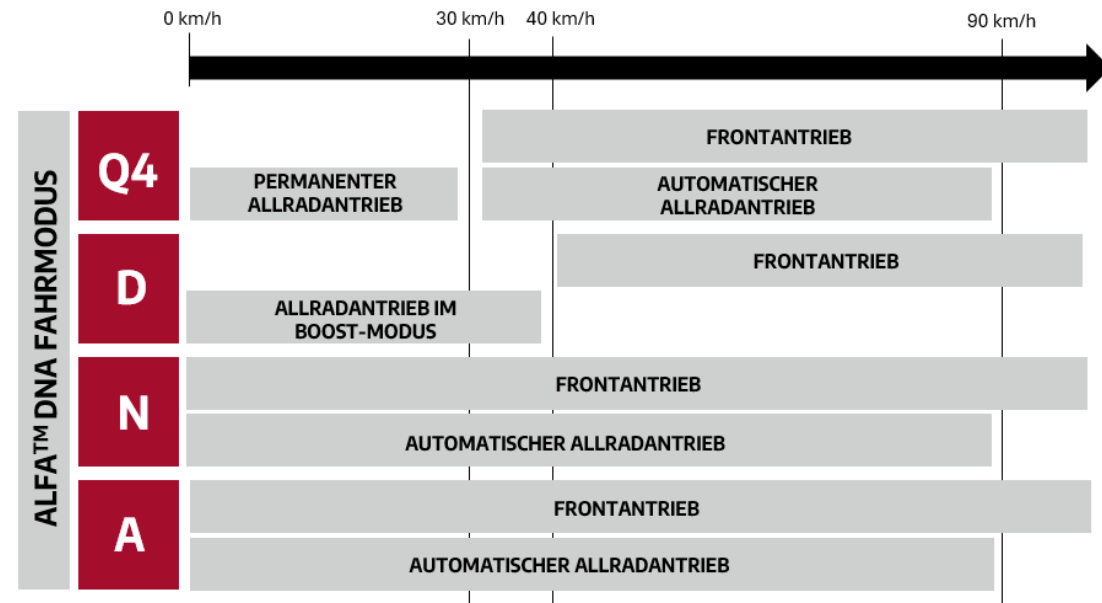 0 km/h
30 km/h
40 km/h
90 km/h
ALFA™ DNA FAHRMODUS
Q4
FRONTANTRIEB
PERMANENTER
ALLRADANTRIEB
AUTOMATISCHER
ALLRADANTRIEB
D
FRONTANTRIEB
ALLRADANTRIEB IM
BOOST-MODUS
N
FRONTANTRIEB
AUTOMATISCHER ALLRADANTRIEB
A
FRONTANTRIEB
AUTOMATISCHER ALLRADANTRIEB